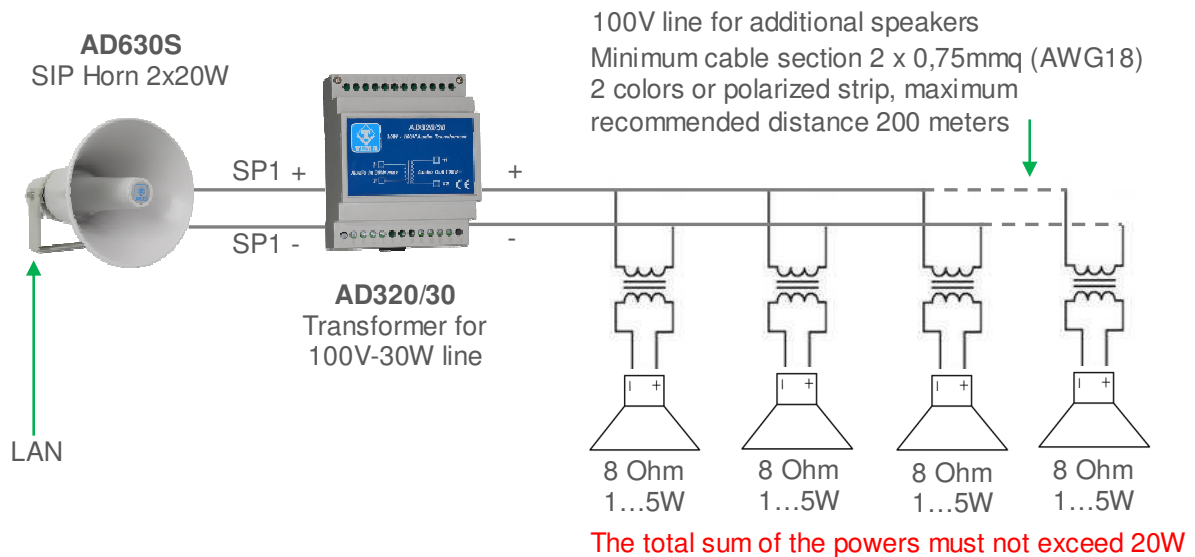 AD630S
SIP Horn 2x20W
100V line for additional speakers
Minimum cable section 2 x 0,75mmq (AWG18)
2 colors or polarized strip, maximum
recommended distance 200 meters
AD320/30
SP1 +
+
SP1 -
-
AD320/30
Transformer for
100V-30W line
LAN
- +
- +
- +
- +
8 Ohm
1…5W
8 Ohm
1…5W
8 Ohm
1…5W
8 Ohm
1…5W
The total sum of the powers must not exceed 20W